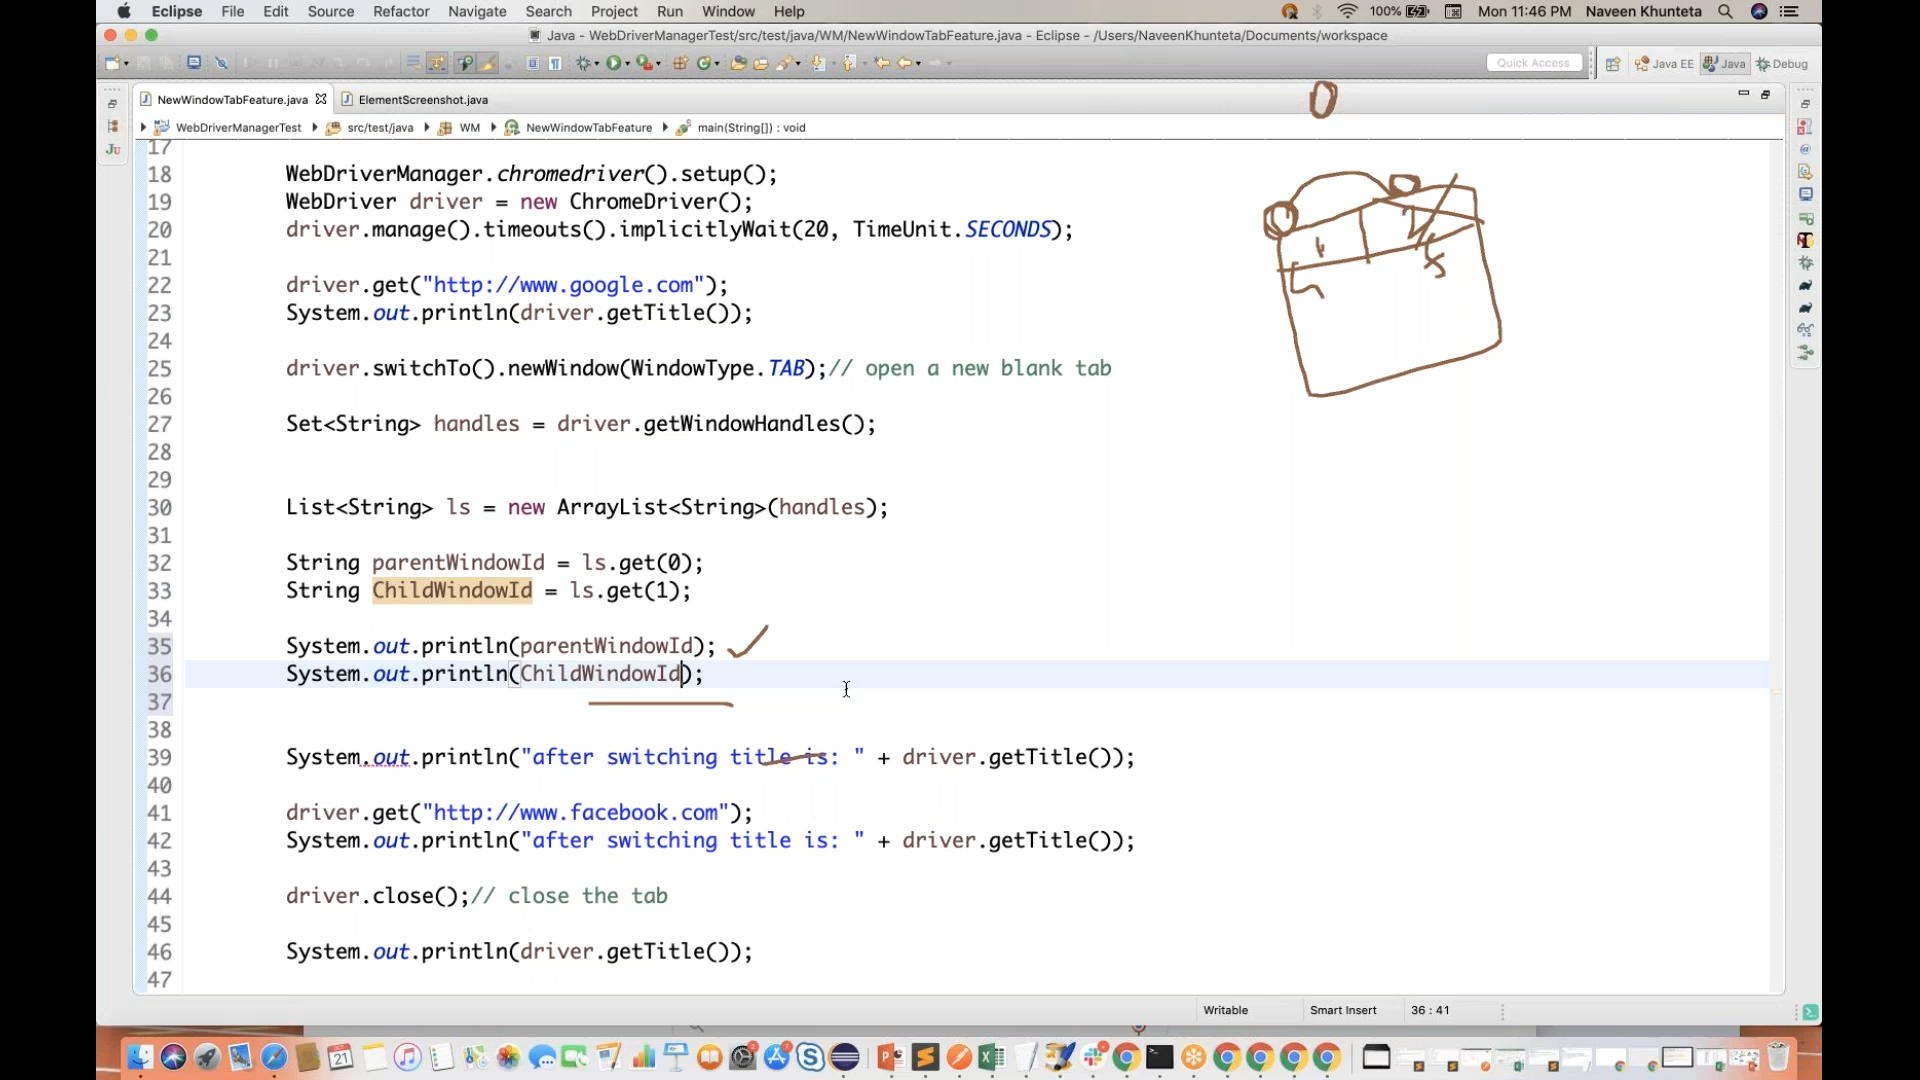 Eclipse File Edit Source Refactor Navigate Search Project Run Window Help 100% Mon 11:46 PM Naveen Khunteta
Java - WebDriverManagerTest/src/test/java/WM/NewWindowTabFeature.java - Eclipse - /Users/NaveenKhunteta/Documents/workspace
Quick Access Java EE Java Debug
NewWindowTabFeature.java ElementScreenshot.java
WebDriverManagerTest src/test/java WM NewWindowTabFeature main(String[]) : void
17
18 WebDriverManager.chromedriver().setup();
19 WebDriver driver = new ChromeDriver();
20 driver.manage().timeouts().implicitlyWait(20, TimeUnit.SECONDS);
21
22 driver.get("http://www.google.com");
23 System.out.println(driver.getTitle());
24
25 driver.switchTo().newWindow(WindowType.TAB);// open a new blank tab
26
27 Set<String> handles = driver.getWindowHandles();
28
29
30 List<String> ls = new ArrayList<String>(handles);
31
32 String parentWindowId = ls.get(0);
33 String ChildWindowId = ls.get(1);
34
35 System.out.println(parentWindowId);
36 System.out.println(ChildWindowId);
37
38
39 System.out.println("after switching title is: " + driver.getTitle());
40
41 driver.get("http://www.facebook.com");
42 System.out.println("after switching title is: " + driver.getTitle());
43
44 driver.close();// close the tab
45
46 System.out.println(driver.getTitle());
47
Writable Smart Insert 36 : 41